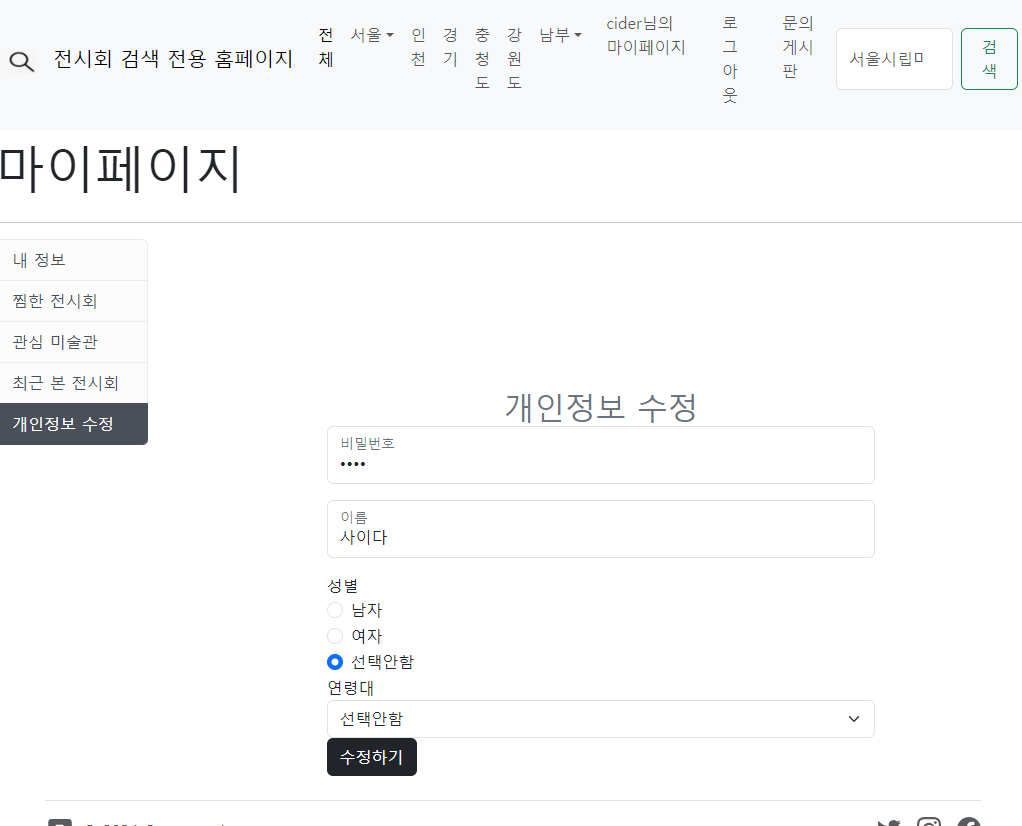 전시회 검색 전용 홈페이지
전체
서울
인천
경기
충청도
강원도
남부
cider님의
마이페이지
로그아웃
문의
게시
판
서울시립ㅁ
검색
마이페이지
내 정보
찜한 전시회
관심 미술관
최근 본 전시회
개인정보 수정
개인정보 수정
비밀번호
••••
이름
사이다
성별
남자
여자
선택안함
연령대
선택안함
수정하기